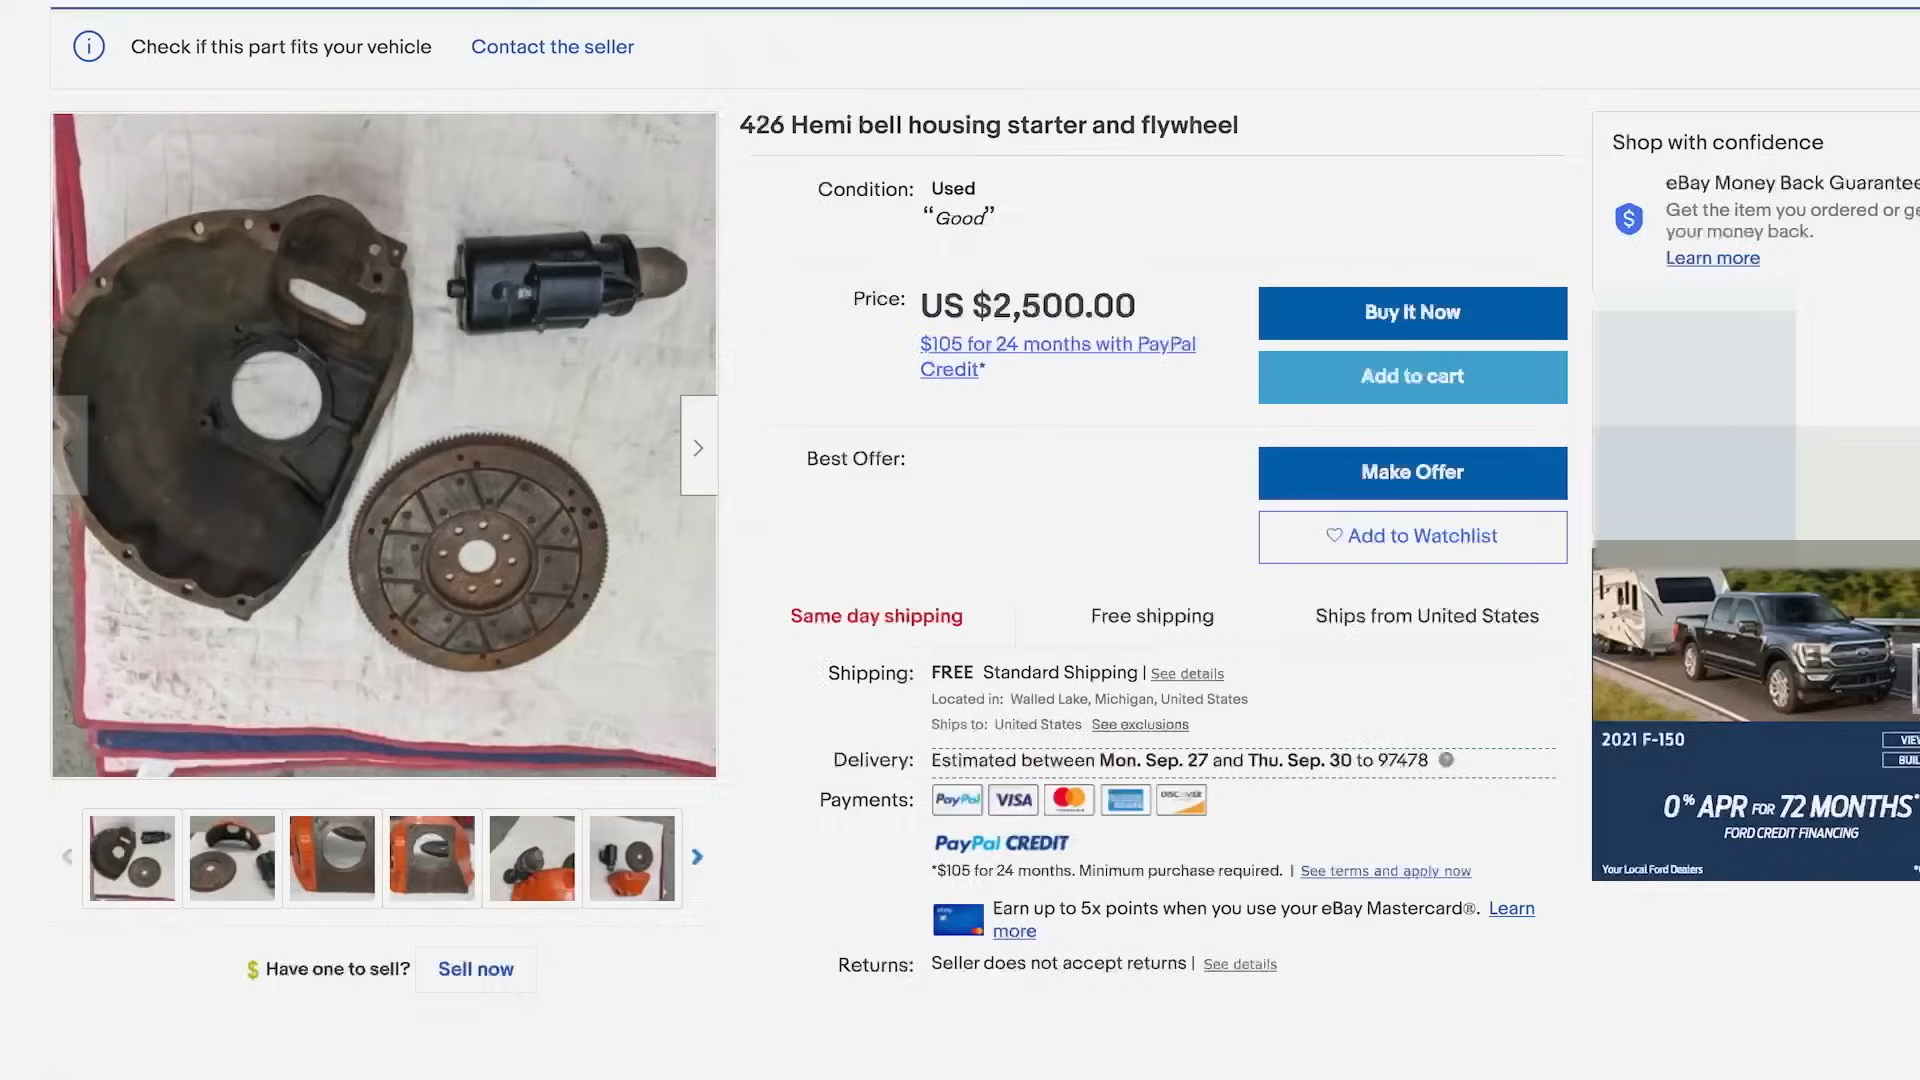 Check if this part fits your vehicle Contact the seller
426 Hemi bell housing starter and flywheel
Condition: Used
“Good”
Price: US $2,500.00
$105 for 24 months with PayPal
Credit*
Buy It Now
Add to cart
Best Offer:
Make Offer
Add to Watchlist
Same day shipping Free shipping Ships from United States
Shipping: FREE Standard Shipping | See details
Located in: Walled Lake, Michigan, United States
Ships to: United States See exclusions
Delivery: Estimated between Mon. Sep. 27 and Thu. Sep. 30 to 97478
Payments: PayPal VISA DISCOVER
PayPal CREDIT
*$105 for 24 months. Minimum purchase required. | See terms and apply now
Earn up to 5x points when you use your eBay Mastercard®. Learn
more
Returns: Seller does not accept returns | See details
$ Have one to sell? Sell now
Shop with confidence
eBay Money Back Guarantee
$ Get the item you ordered or ge
your money back.
Learn more
2021 F-150
VIE
BUIL
0% APR FOR 72 MONTHS*
FORD CREDIT FINANCING
Your Local Ford Dealers